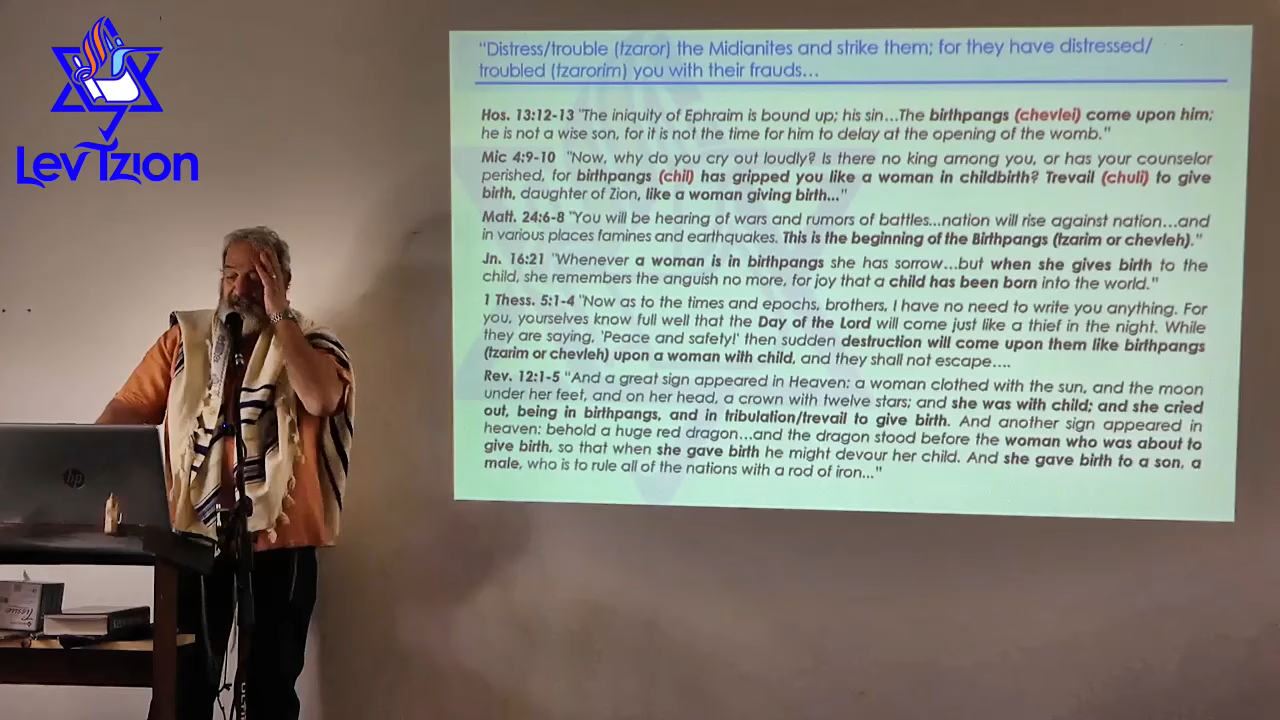 Lev Tzion
"Distress/trouble (tzaror) the Midianites and strike them; for they have distressed/
troubled (tzarorim) you with their frauds…
Hos. 13:12-13 "The iniquity of Ephraim is bound up; his sin…The birthpangs (chevlei) come upon him;
he is not a wise son, for it is not the time for him to delay at the opening of the womb."
Mic 4:9-10 "Now, why do you cry out loudly? Is there no king among you, or has your counselor
perished, for birthpangs (chil) has gripped you like a woman in childbirth? Trevail (chuli) to give
birth, daughter of Zion, like a woman giving birth..."
Matt. 24:6-8 "You will be hearing of wars and rumors of battles...nation will rise against nation…and
in various places famines and earthquakes. This is the beginning of the Birthpangs (tzarim or chevleh)."
Jn. 16:21 "Whenever a woman is in birthpangs she has sorrow…but when she gives birth to the
child, she remembers the anguish no more, for joy that a child has been born into the world."
1 Thess. 5:1-4 "Now as to the times and epochs, brothers, I have no need to write you anything. For
you, yourselves know full well that the Day of the Lord will come just like a thief in the night. While
they are saying, 'Peace and safety!' then sudden destruction will come upon them like birthpangs
(tzarim or chevleh) upon a woman with child, and they shall not escape….
Rev. 12:1-5 "And a great sign appeared in Heaven: a woman clothed with the sun, and the moon
under her feet, and on her head, a crown with twelve stars; and she was with child; and she cried
out, being in birthpangs, and in tribulation/trevail to give birth. And another sign appeared in
heaven: behold a huge red dragon…and the dragon stood before the woman who was about to
give birth, so that when she gave birth he might devour her child. And she gave birth to a son, a
male, who is to rule all of the nations with a rod of iron..."
hp
Tissue